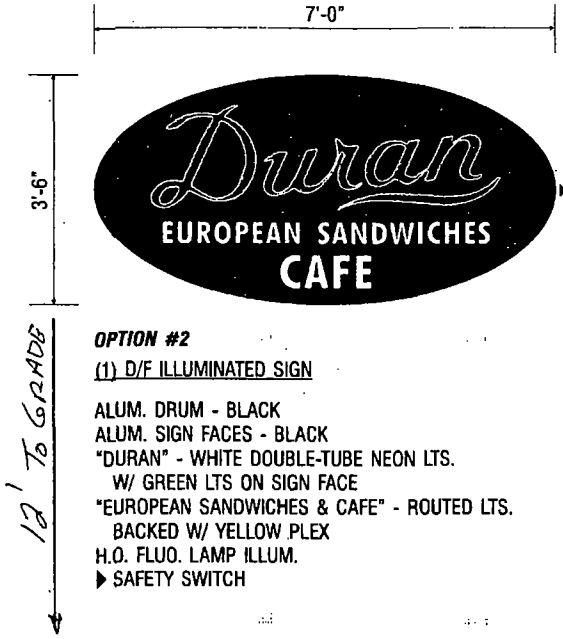 7'-0"
3'-6"
Duran
EUROPEAN SANDWICHES
CAFE
12' TO GRADE
OPTION #2
(1) D/F ILLUMINATED SIGN
ALUM. DRUM - BLACK
ALUM. SIGN FACES - BLACK
"DURAN" - WHITE DOUBLE-TUBE NEON LTS.
W/ GREEN LTS ON SIGN FACE
"EUROPEAN SANDWICHES & CAFE" - ROUTED LTS.
BACKED W/ YELLOW PLEX
H.O. FLUO. LAMP ILLUM.
▶ SAFETY SWITCH